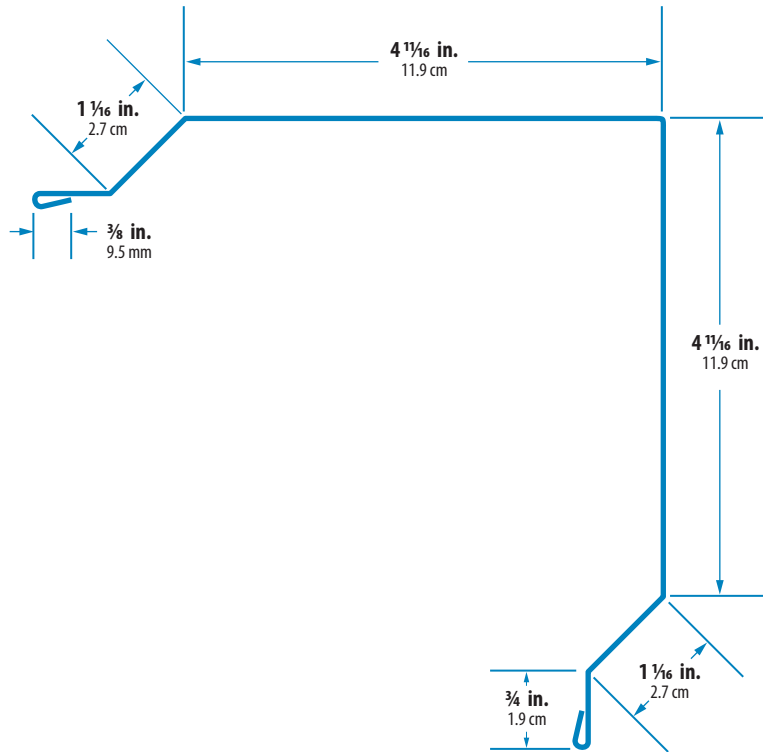 4 11/16 in.
11.9 cm
1 1/16 in.
2.7 cm
3/8 in.
9.5 mm
4 11/16 in.
11.9 cm
1 1/16 in.
2.7 cm
3/4 in.
1.9 cm